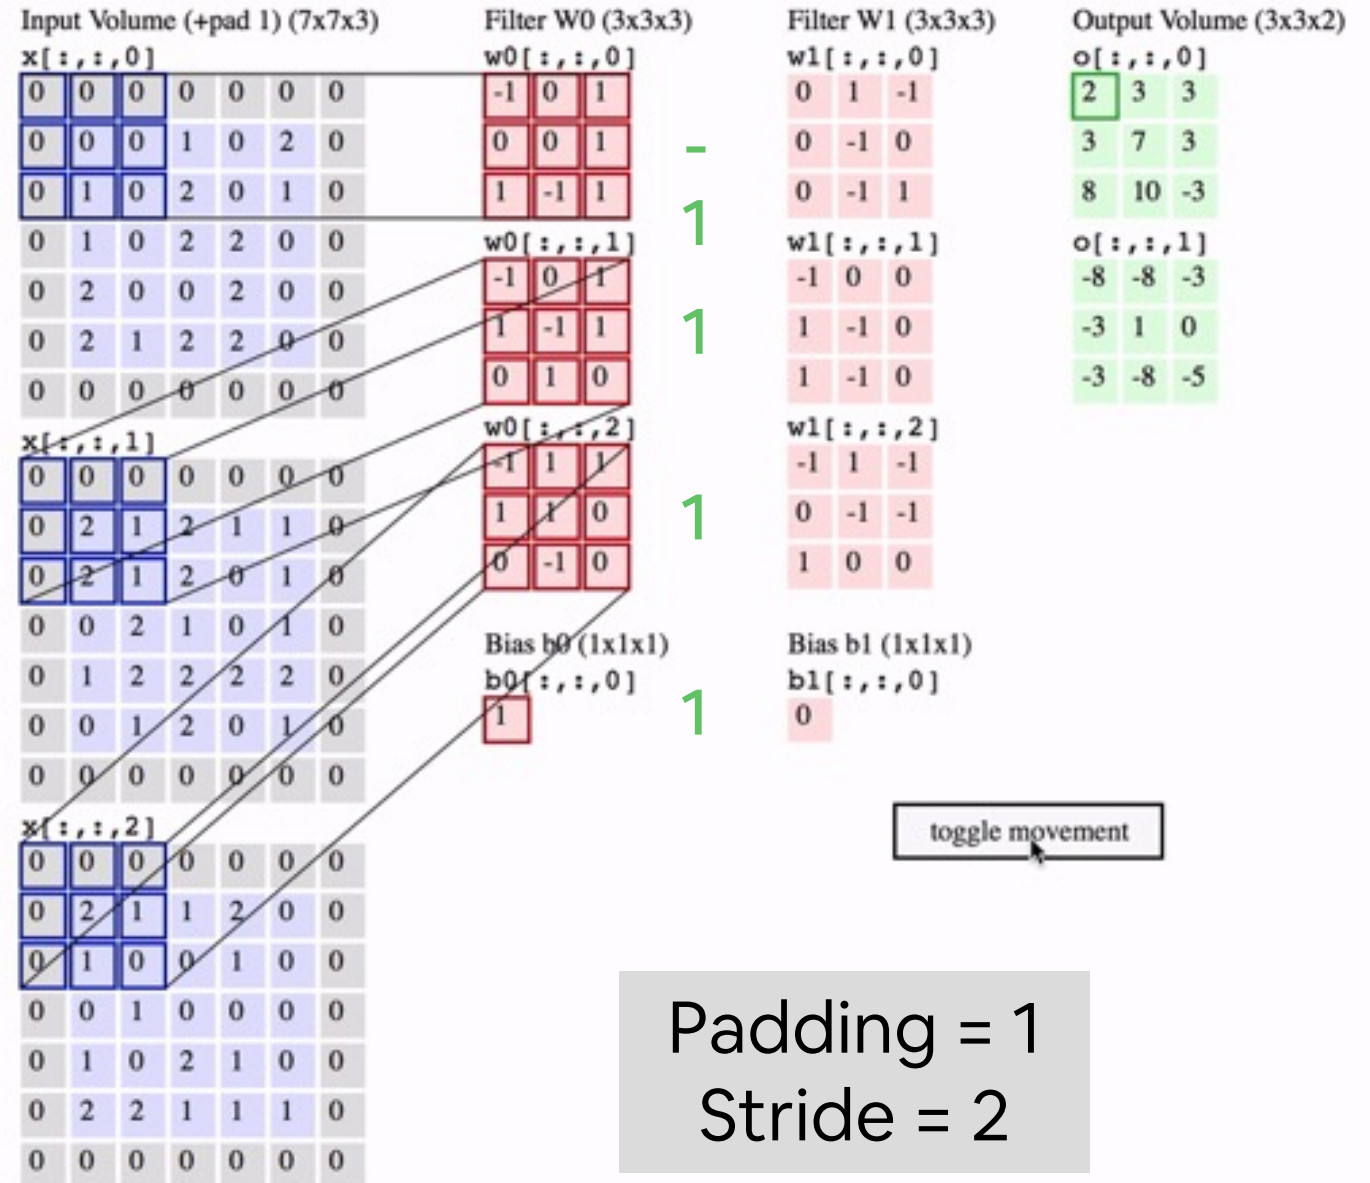 Input Volume (+pad 1) (7x7x3)
x[:,:,0]
0 0 0 0 0 0 0
0 0 0 1 0 2 0
0 1 0 2 0 1 0
0 1 0 2 2 0 0
0 2 0 0 2 0 0
0 2 1 2 2 0 0
0 0 0 0 0 0 0
x[:,:,1]
0 0 0 0 0 0 0
0 2 1 2 1 1 0
0 2 1 2 0 1 0
0 0 2 1 0 1 0
0 1 2 2 2 2 0
0 0 1 2 0 1 0
0 0 0 0 0 0 0
x[:,:,2]
0 0 0 0 0 0 0
0 2 1 1 2 0 0
0 1 0 0 1 0 0
0 0 1 0 0 0 0
0 1 0 2 1 0 0
0 2 2 1 1 1 0
0 0 0 0 0 0 0
Filter W0 (3x3x3)
w0[:,:,0]
-1 0 1
0 0 1
1 -1 1
w0[:,:,1]
-1 0 1
1 -1 1
0 1 0
w0[:,:,2]
-1 1 1
1 1 0
0 -1 0
Bias b0 (1x1x1)
b0[:,:,0]
1
-
1
1
1
1
Filter W1 (3x3x3)
w1[:,:,0]
0 1 -1
0 -1 0
0 -1 1
w1[:,:,1]
-1 0 0
1 -1 0
1 -1 0
w1[:,:,2]
-1 1 -1
0 -1 -1
1 0 0
Bias b1 (1x1x1)
b1[:,:,0]
0
Output Volume (3x3x2)
o[:,:,0]
2 3 3
3 7 3
8 10 -3
o[:,:,1]
-8 -8 -3
-3 1 0
-3 -8 -5
toggle movement
Padding = 1
Stride = 2